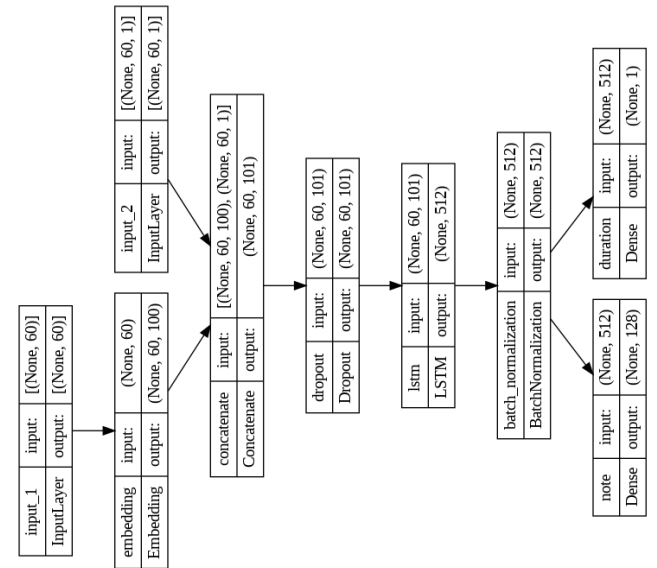 input_1 input: [(None, 60)]
InputLayer output: [(None, 60)]
input_2 input: [(None, 60, 1)]
InputLayer output: [(None, 60, 1)]
embedding input: (None, 60)
Embedding output: (None, 60, 100)
concatenate input: [(None, 60, 100), (None, 60, 1)]
Concatenate output: (None, 60, 101)
dropout input: (None, 60, 101)
Dropout output: (None, 60, 101)
lstm input: (None, 60, 101)
LSTM output: (None, 512)
batch_normalization input: (None, 512)
BatchNormalization output: (None, 512)
duration input: (None, 512)
Dense output: (None, 1)
note input: (None, 512)
Dense output: (None, 128)